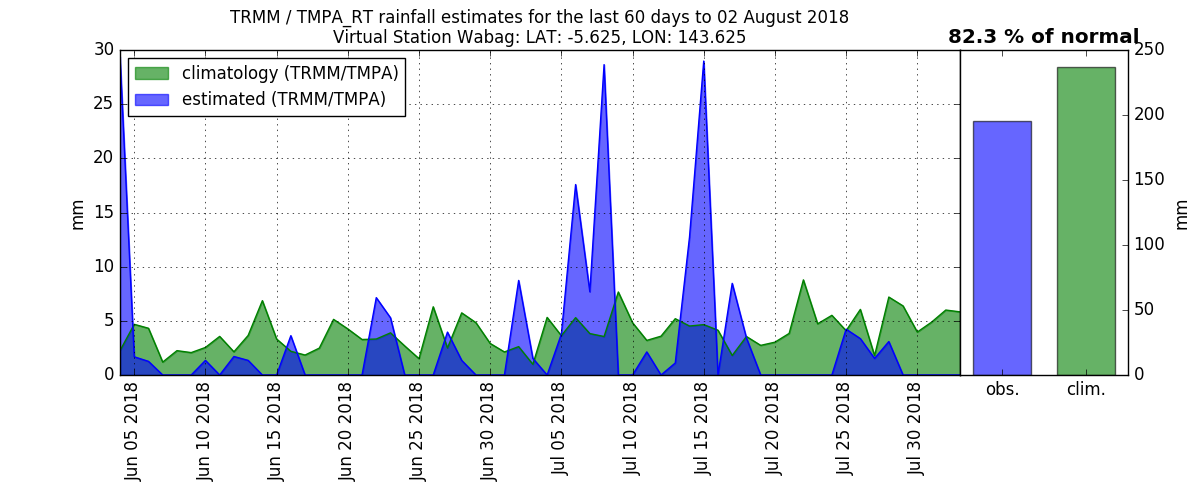 TRMM / TMPA_RT rainfall estimates for the last 60 days to 02 August 2018
Virtual Station Wabag: LAT: -5.625, LON: 143.625
82.3 % of normal
climatology (TRMM/TMPA)
estimated (TRMM/TMPA)
30
25
20
15
10
5
0
mm
Jun 05 2018
Jun 10 2018
Jun 15 2018
Jun 20 2018
Jun 25 2018
Jun 30 2018
Jul 05 2018
Jul 10 2018
Jul 15 2018
Jul 20 2018
Jul 25 2018
Jul 30 2018
obs.
clim.
250
200
150
100
50
0
mm